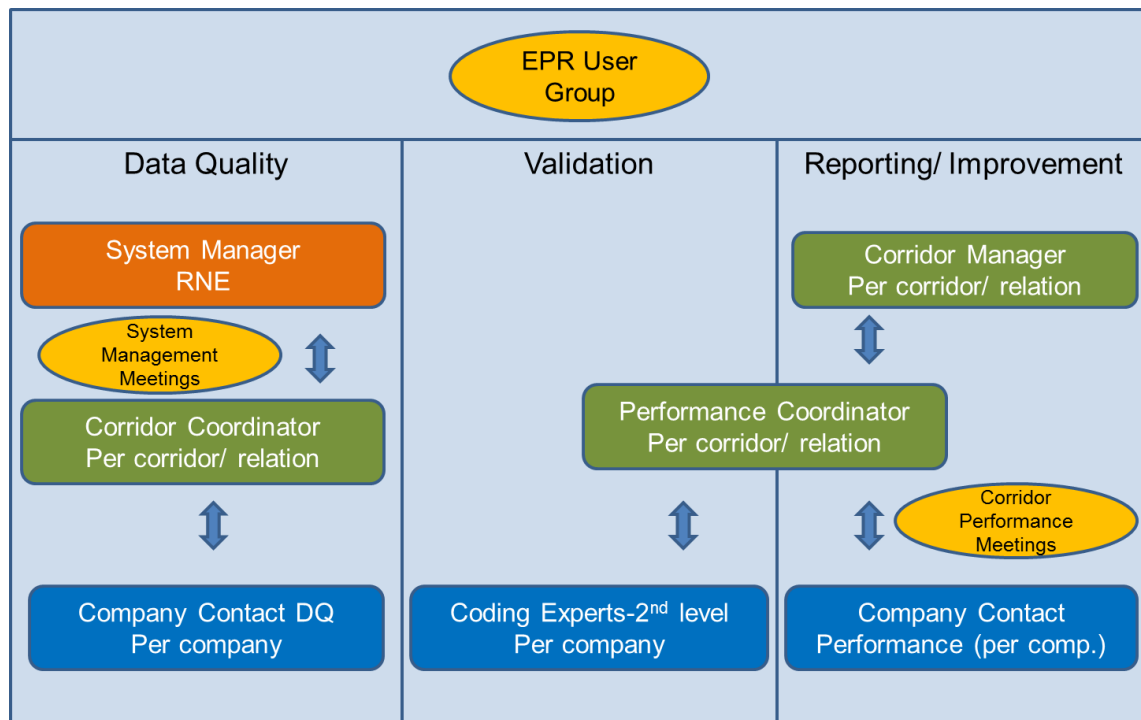 EPR User
Group
Data Quality
Validation
Reporting/ Improvement
System Manager
RNE
Corridor Manager
Per corridor/ relation
System
Management
Meetings
Corridor Coordinator
Per corridor/ relation
Performance Coordinator
Per corridor/ relation
Corridor
Performance
Meetings
Company Contact DQ
Per company
Coding Experts-2nd level
Per company
Company Contact
Performance (per comp.)